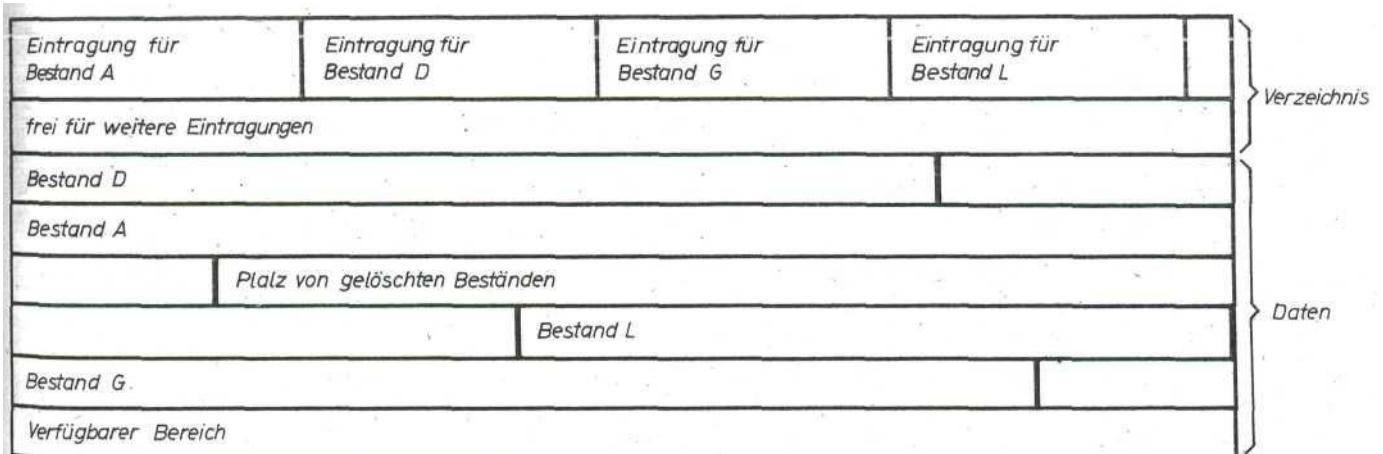 Eintragung für
Bestand A
Eintragung für
Bestand D
Eintragung für
Bestand G
Eintragung für
Bestand L
Verzeichnis
frei für weitere Eintragungen
Bestand D
Bestand A
Plalz von gelöschten Beständen
Daten
Bestand L
Bestand G
Verfügbarer Bereich